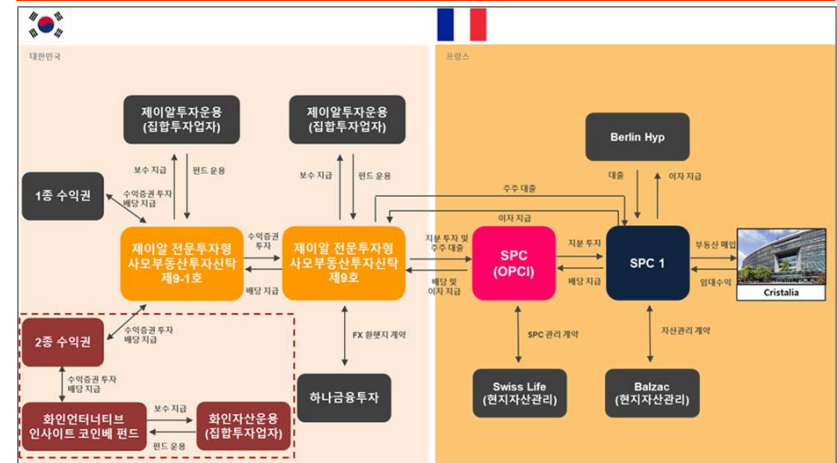 대한민국
프랑스
제이알투자운용
(집합투자업자)
제이알투자운용
(집합투자업자)
Berlin Hyp
보수 지급
펀드 운용
보수 지급
펀드 운용
대출
이자 지급
1종 수익권
수익증권 투자
배당 지급
주주 대출
이자 지급
제이알 전문투자형
사모부동산투자신탁
제9-1호
수익증권
투자
배당 지급
제이알 전문투자형
사모부동산투자신탁
제9호
지분 투자 및
주주 대출
배당 및
이자 지급
SPC
(OPCI)
지분 투자
배당 지급
SPC 1
부동산 매입
임대수익
Cristalia
2종 수익권
수익증권 투자
배당 지급
FX 환헷지 계약
SPC 관리 계약
자산관리 계약
수익증권 투자
배당 지급
하나금융투자
Swiss Life
(현지자산관리)
Balzac
(현지자산관리)
화인언터너티브
인사이트 코인베 펀드
보수 지급
펀드 운용
화인자산운용
(집합투자업자)